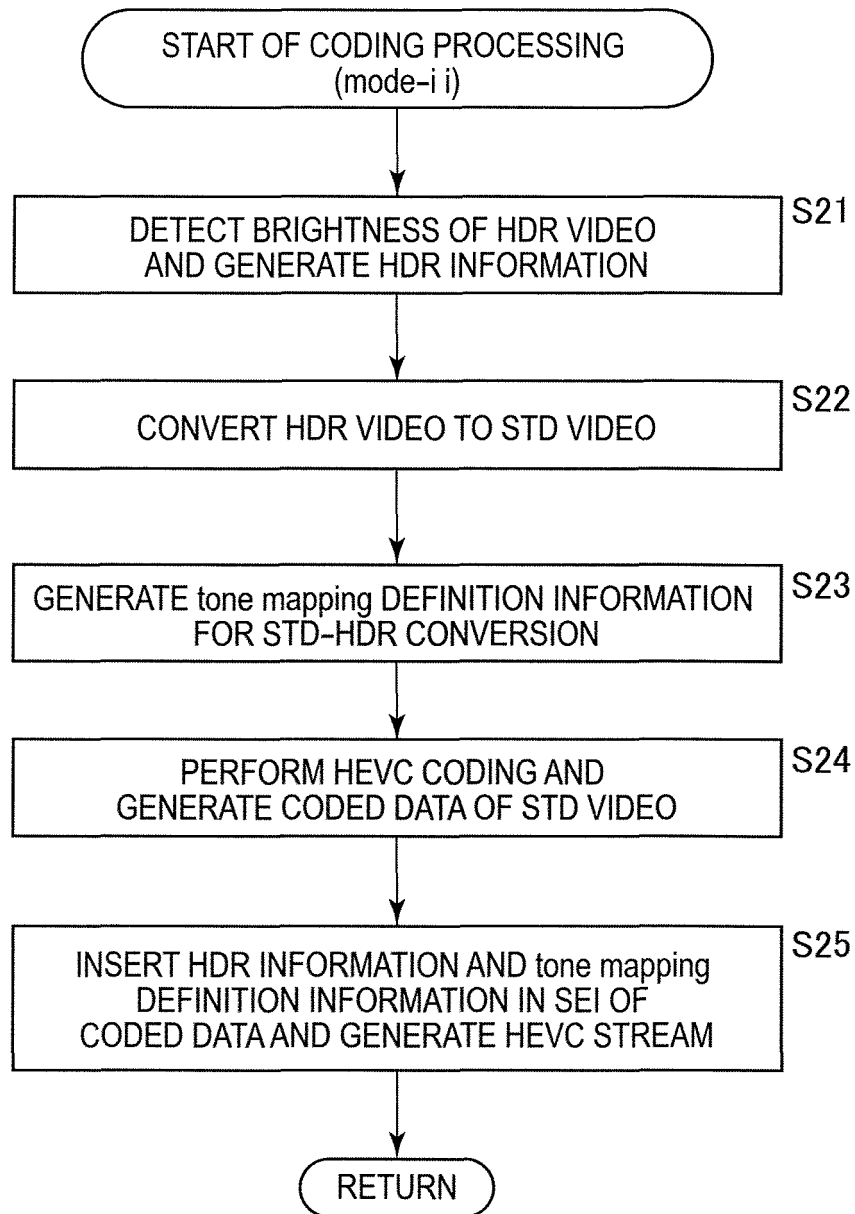 START OF CODING PROCESSING
(mode-i i)
S21
DETECT BRIGHTNESS OF HDR VIDEO
AND GENERATE HDR INFORMATION
S22
CONVERT HDR VIDEO TO STD VIDEO
S23
GENERATE tone mapping DEFINITION INFORMATION
FOR STD-HDR CONVERSION
S24
PERFORM HEVC CODING AND
GENERATE CODED DATA OF STD VIDEO
S25
INSERT HDR INFORMATION AND tone mapping
DEFINITION INFORMATION IN SEI OF
CODED DATA AND GENERATE HEVC STREAM
RETURN